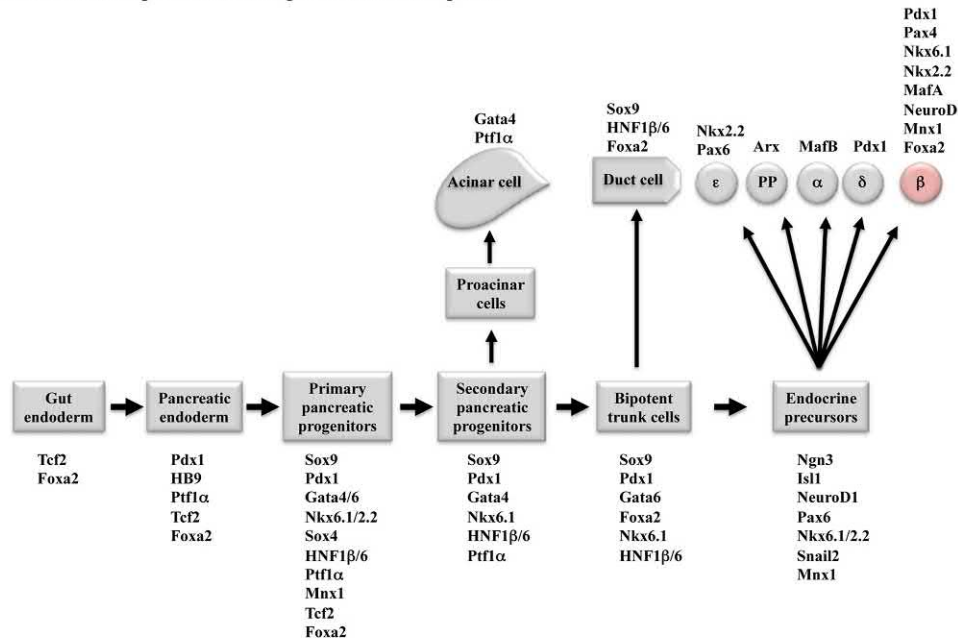 Pdx1
Pax4
Nkx6.1
Nkx2.2
MafA
NeuroD
Mnx1
Foxa2
Gata4
Ptf1α
Sox9
HNF1β/6
Foxa2
Nkx2.2
Pax6
Arx
MafB
Pdx1
Acinar cell
Duct cell
ε
PP
α
δ
β
Proacinar
cells
Gut
endoderm
Pancreatic
endoderm
Primary
pancreatic
progenitors
Secondary
pancreatic
progenitors
Bipotent
trunk cells
Endocrine
precursors
Tcf2
Foxa2
Pdx1
HB9
Ptf1α
Tcf2
Foxa2
Sox9
Pdx1
Gata4/6
Nkx6.1/2.2
Sox4
HNF1β/6
Ptf1α
Mnx1
Tcf2
Foxa2
Sox9
Pdx1
Gata4
Nkx6.1
HNF1β/6
Ptf1α
Sox9
Pdx1
Gata6
Foxa2
Nkx6.1
HNF1β/6
Ngn3
Isl1
NeuroD1
Pax6
Nkx6.1/2.2
Snail2
Mnx1